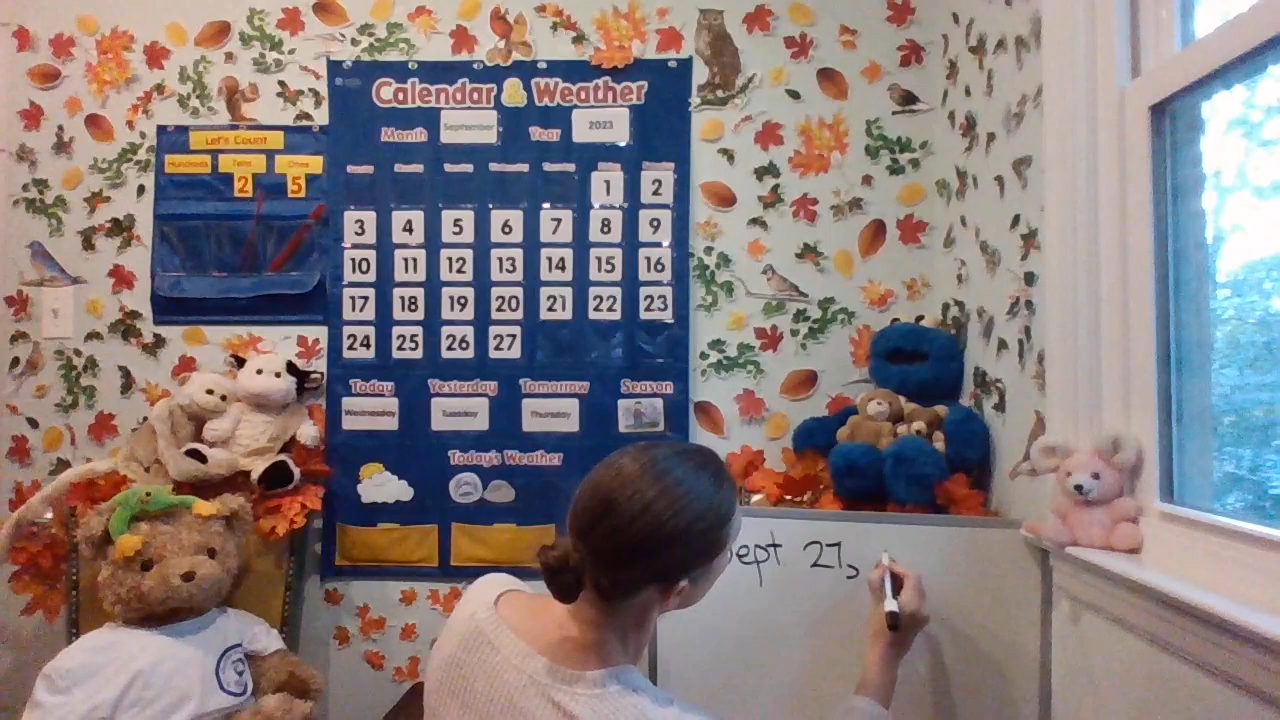 Calendar & Weather
Month September Year 2023
Let's Count
Hundreds Tens Ones
2 5
1 2
3 4 5 6 7 8 9
10 11 12 13 14 15 16
17 18 19 20 21 22 23
24 25 26 27
Today Yesterday Tomorrow Season
Wednesday Tuesday Thursday
Today's Weather
ept 27,